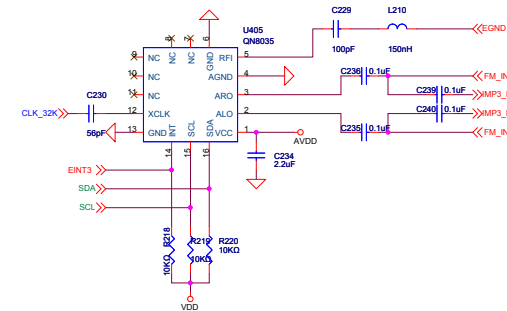 C229
L210
U405
QN8035
EGND
100pF
150nH
8
7
6
NC
NC
GND
9
NC
RFI
5
10
NC
AGND
4
C236
0.1uF
FM_IN
11
NC
ARO
3
C239
0.1uF
MP3_
C230
CLK_32K
12
XCLK
ALO
2
C240
0.1uF
MP3_
56pF
13
GND
INT
SCL
SDA
VCC
1
C235
0.1uF
FM_IN
AVDD
14
15
16
C234
2.2uF
EINT3
SDA
SCL
R218
10KΩ
R219
10KΩ
R220
10KΩ
VDD